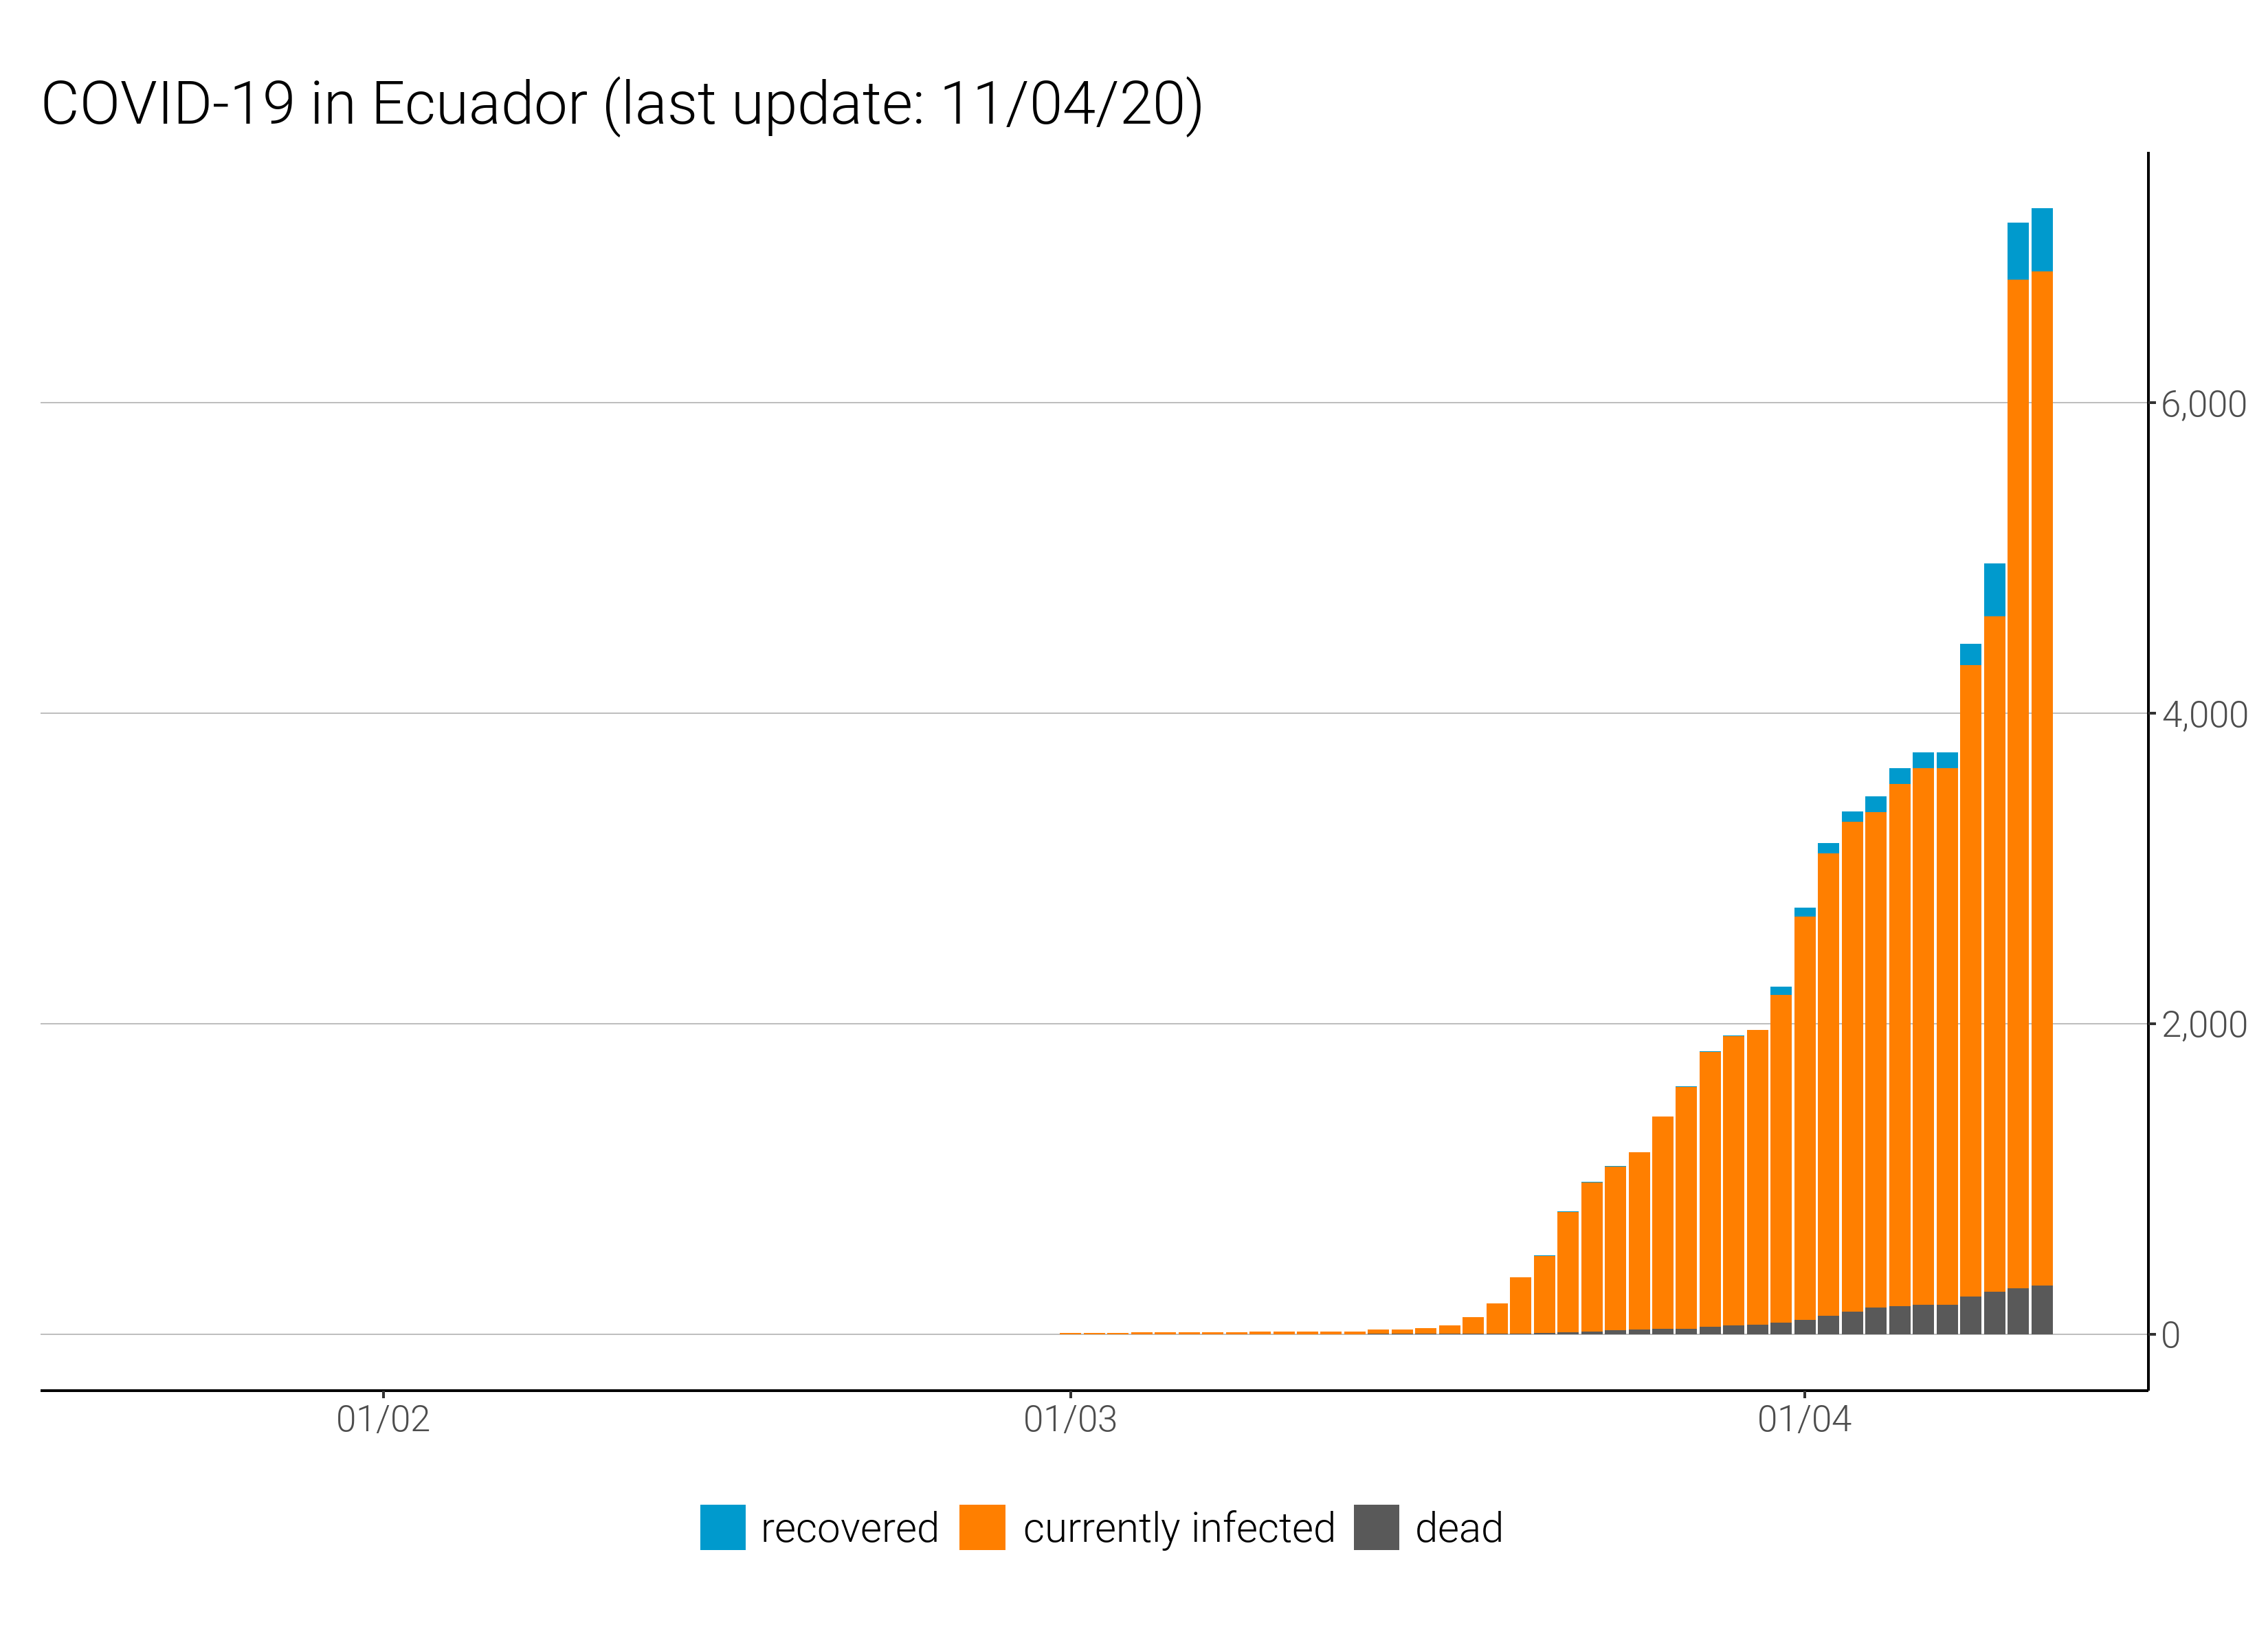 COVID-19 in Ecuador (last update: 11/04/20)
6,000
4,000
2,000
0
01/02 01/03 01/04
recovered currently infected dead